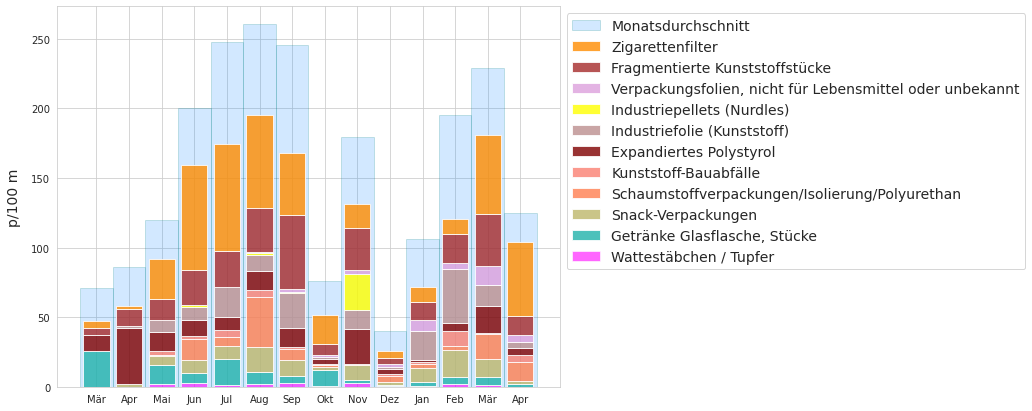 p/100 m
250
200
150
100
50
0
Mär Apr Mai Jun Jul Aug Sep Okt Nov Dez Jan Feb Mär Apr
Monatsdurchschnitt
Zigarettenfilter
Fragmentierte Kunststoffstücke
Verpackungsfolien, nicht für Lebensmittel oder unbekannt
Industriepellets (Nurdles)
Industriefolie (Kunststoff)
Expandiertes Polystyrol
Kunststoff-Bauabfälle
Schaumstoffverpackungen/Isolierung/Polyurethan
Snack-Verpackungen
Getränke Glasflasche, Stücke
Wattestäbchen / Tupfer